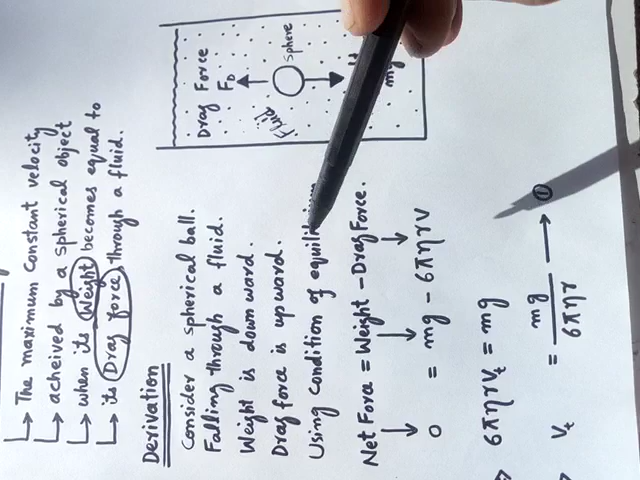 ↳ The maximum constant velocity
↳ acheived by a spherical object
↳ when its Weight becomes equal to
↳ its Drag force, through a fluid.
Derivation
Consider a spherical ball.
Falling through a fluid.
Weight is downward.
Drag force is upward.
Using Condition of
Net Force = Weight - Drag Force.
↓ ↓ ↓
0 = mg - 6πηrv
⇒ 6πηrVt = mg
⇒ Vt = mg / 6πηr → ①
Drag Force
FD
Fluid
Sphere
mg